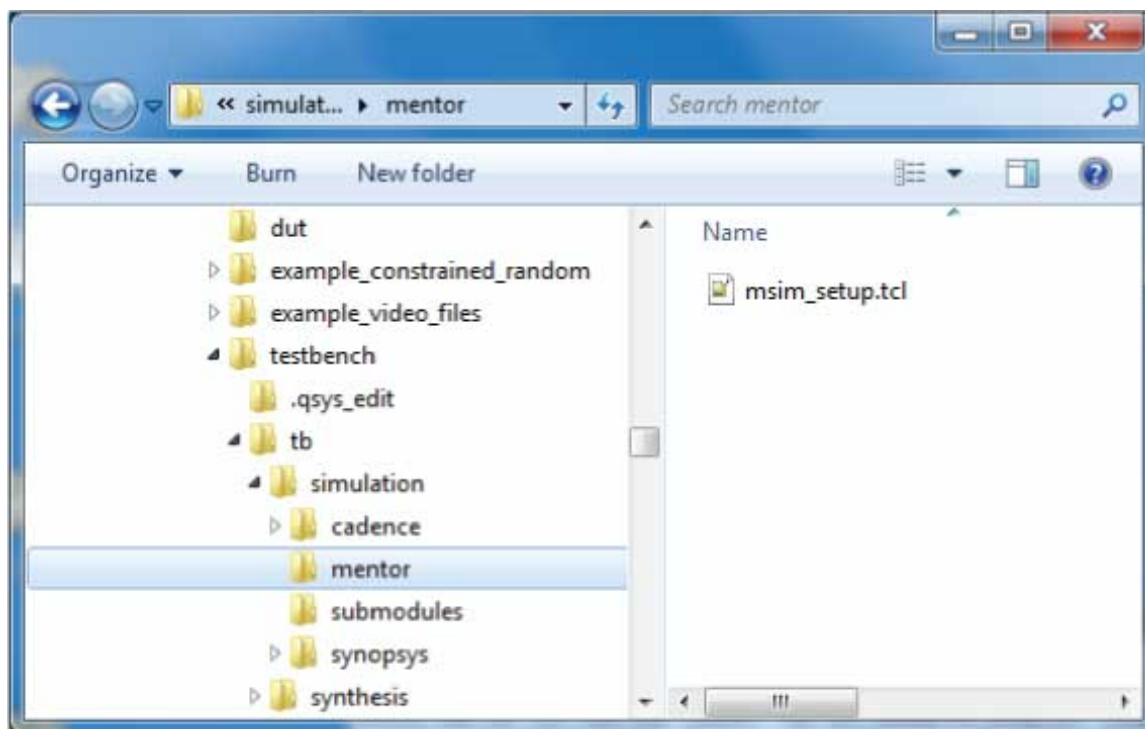 « simulat... ▸ mentor
Search mentor
Organize
Burn
New folder
dut
example_constrained_random
example_video_files
testbench
.qsys_edit
tb
simulation
cadence
mentor
submodules
synopsys
synthesis
Name
msim_setup.tcl